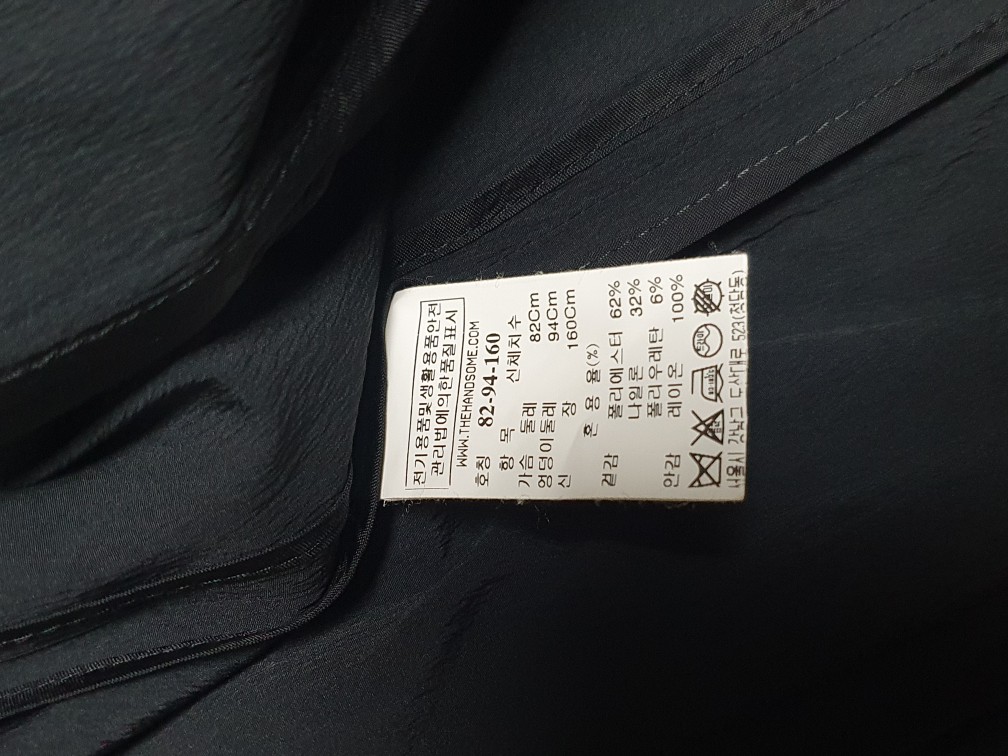 전기용품및생활용품안전
관리법에의한품질표시
WWW.THEHANDSOME.COM
호칭 82-94-160
항 목 신체치수
가슴 둘레 82Cm
엉덩이둘레 94Cm
신 장 160Cm
혼 용 율(%)
겉감 폴리에스터 62%
나일론 32%
폴리우레탄 6%
안감 레이온 100%
드라이
서울시 강남구 도산대로 523(청담동)